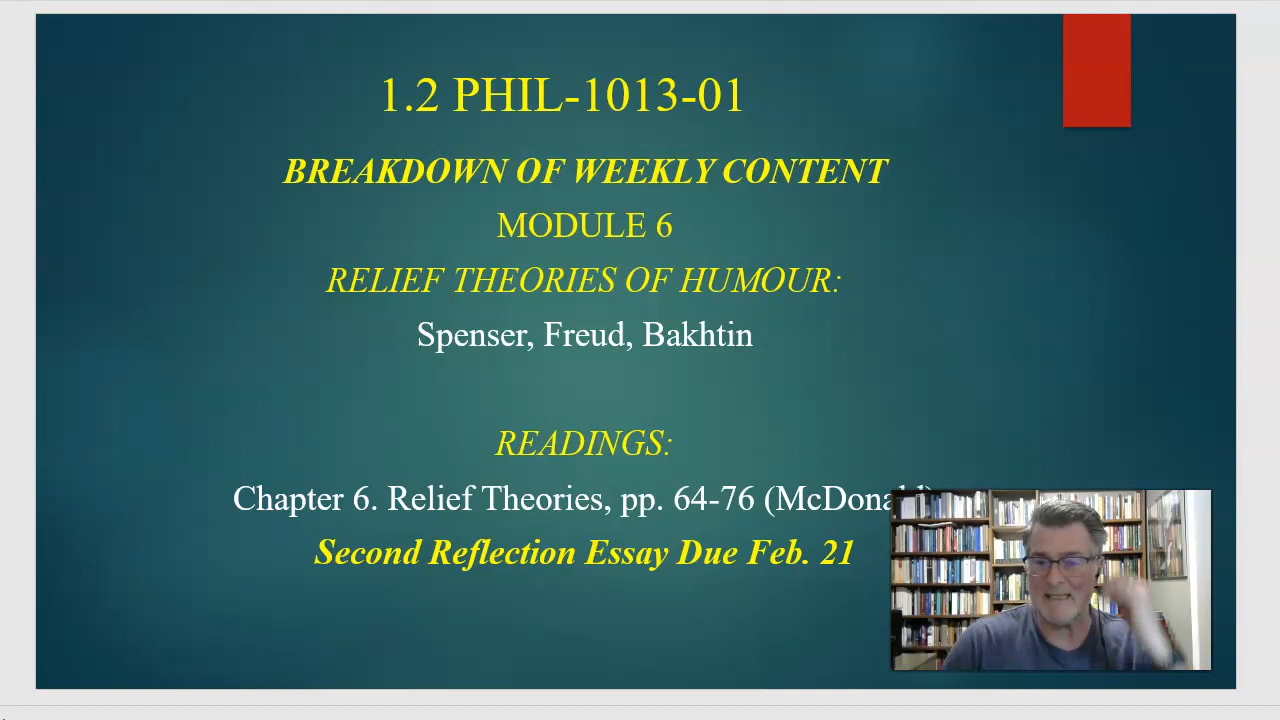 1.2 PHIL-1013-01
BREAKDOWN OF WEEKLY CONTENT
MODULE 6
RELIEF THEORIES OF HUMOUR:
Spenser, Freud, Bakhtin
READINGS:
Chapter 6. Relief Theories, pp. 64-76 (McDonald)
Second Reflection Essay Due Feb. 21